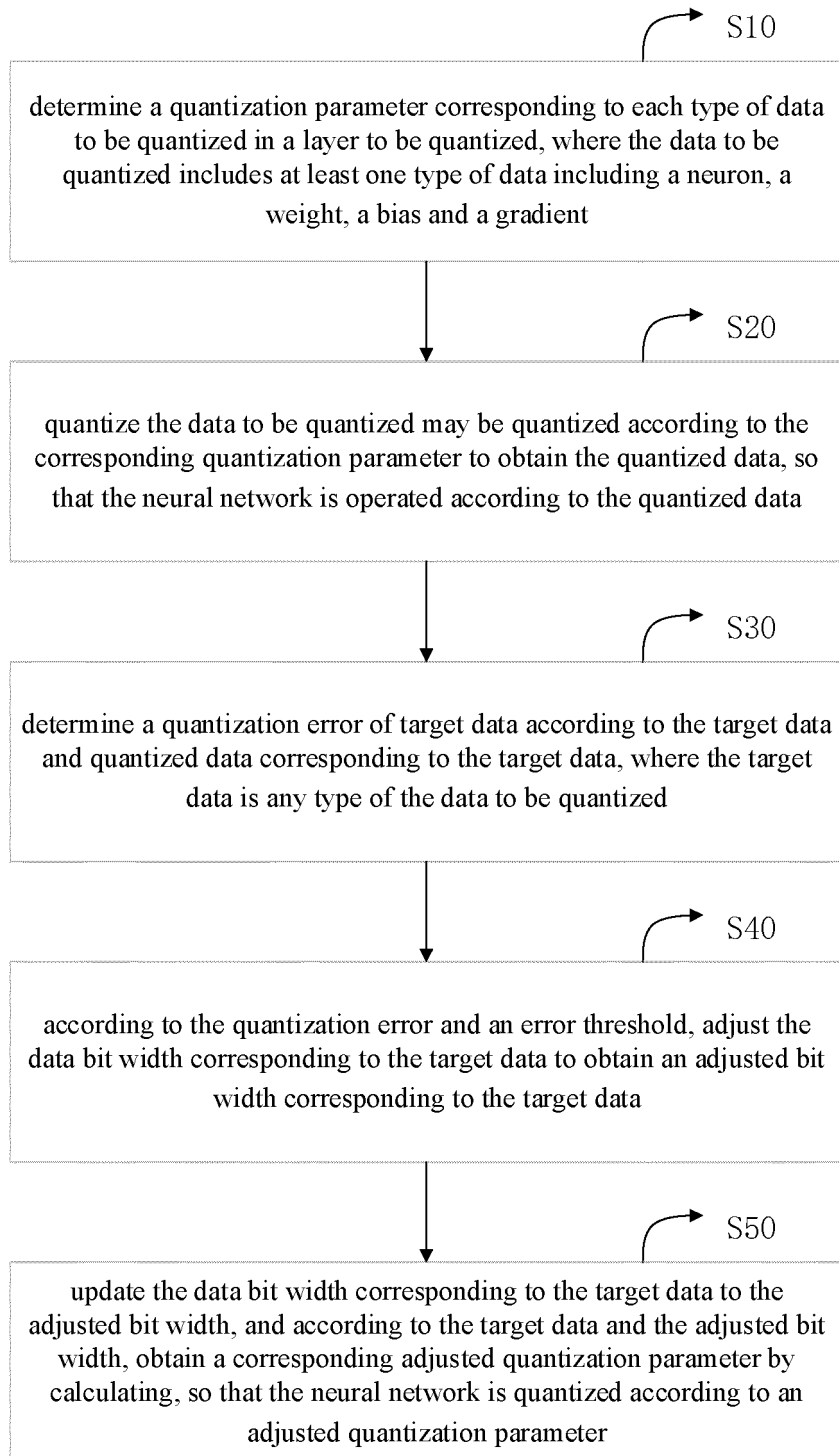 S10
determine a quantization parameter corresponding to each type of data
to be quantized in a layer to be quantized, where the data to be
quantized includes at least one type of data including a neuron, a
weight, a bias and a gradient
S20
quantize the data to be quantized may be quantized according to the
corresponding quantization parameter to obtain the quantized data, so
that the neural network is operated according to the quantized data
S30
determine a quantization error of target data according to the target data
and quantized data corresponding to the target data, where the target
data is any type of the data to be quantized
S40
according to the quantization error and an error threshold, adjust the
data bit width corresponding to the target data to obtain an adjusted bit
width corresponding to the target data
S50
update the data bit width corresponding to the target data to the
adjusted bit width, and according to the target data and the adjusted bit
width, obtain a corresponding adjusted quantization parameter by
calculating, so that the neural network is quantized according to an
adjusted quantization parameter